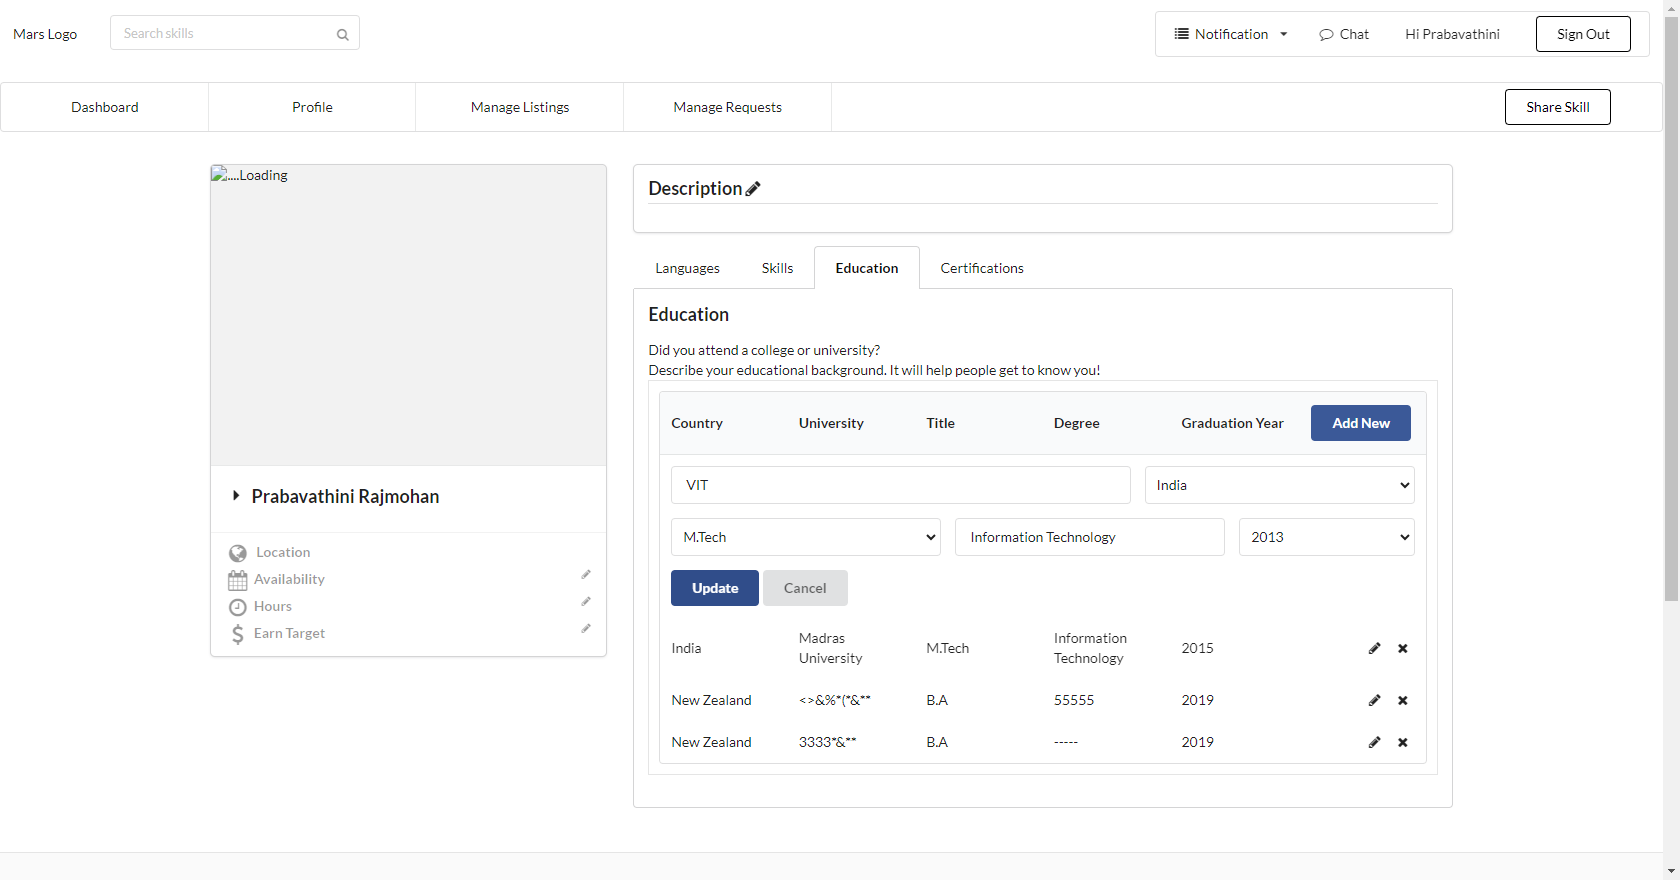 Mars Logo
Search skills
Notification
Chat
Hi Prabavathini
Sign Out
Dashboard
Profile
Manage Listings
Manage Requests
Share Skill
....Loading
Prabavathini Rajmohan
Location
Availability
Hours
Earn Target
Description
Languages
Skills
Education
Certifications
Education
Did you attend a college or university?
Describe your educational background. It will help people get to know you!
Country University Title Degree Graduation Year Add New
VIT India
M.Tech Information Technology 2013
Update Cancel
India Madras University M.Tech Information Technology 2015
New Zealand <>&%*(*&** B.A 55555 2019
New Zealand 3333*&** B.A ----- 2019